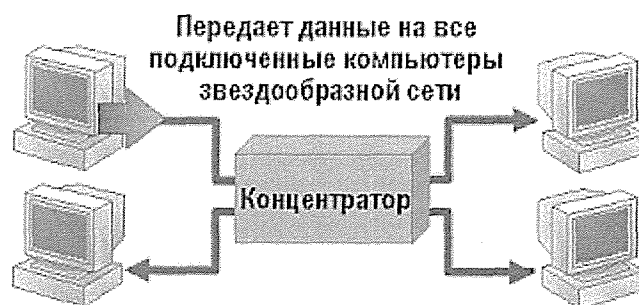 Передает данные на все
подключенные компьютеры
звездообразной сети
Концентратор